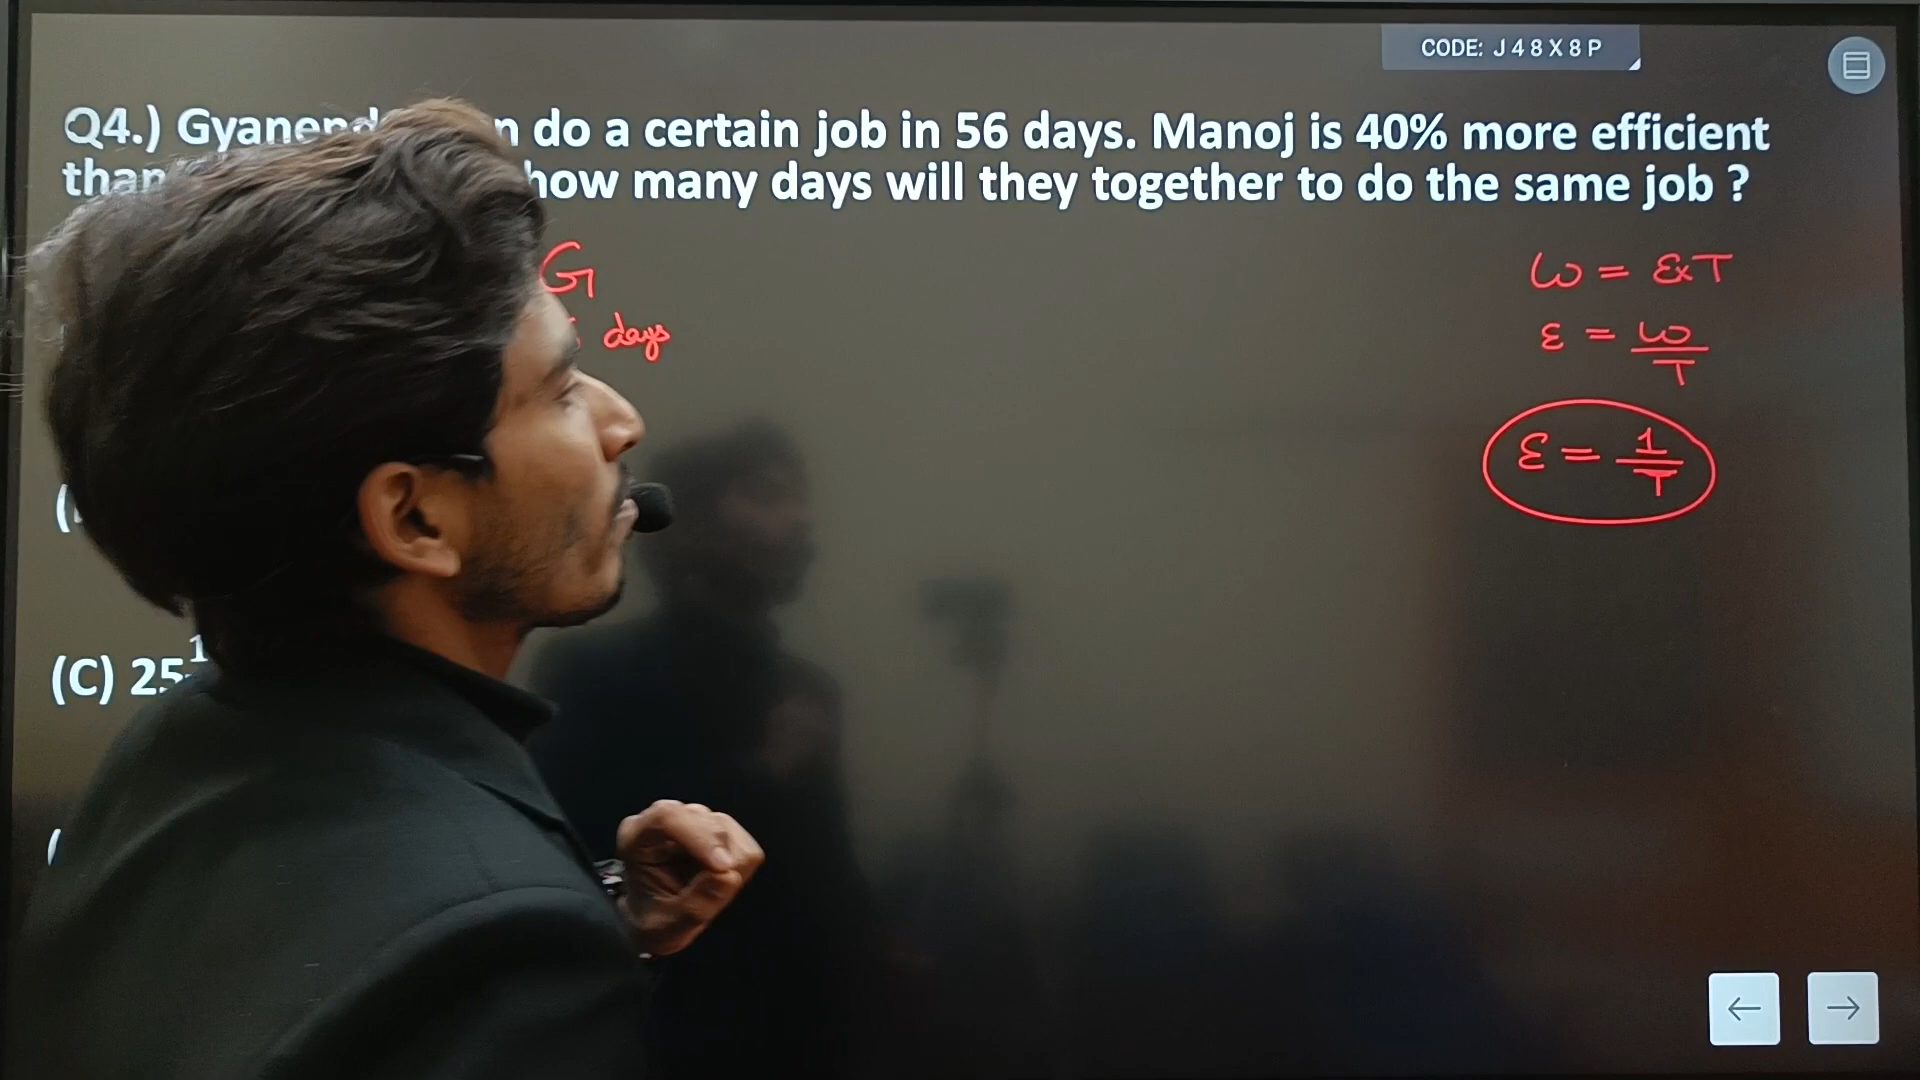 CODE: J48X8P
Q4.) do a certain job in 56 days. Manoj is 40% more efficient
than how many days will they together to do the same job ?
G
days
ω = ε×T
ε = ω/T
ε = 1/T
(C) 25